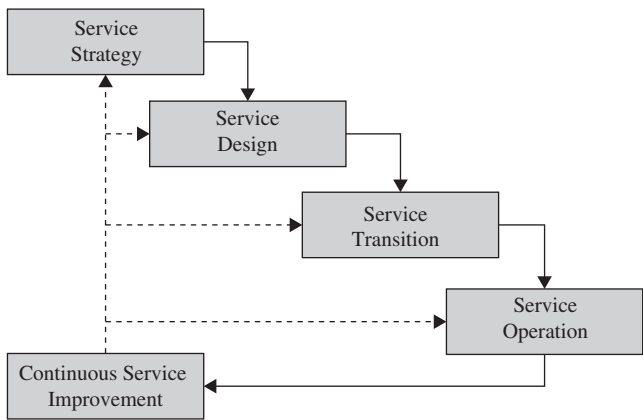 Service
Strategy
Service
Design
Service
Transition
Service
Operation
Continuous Service
Improvement